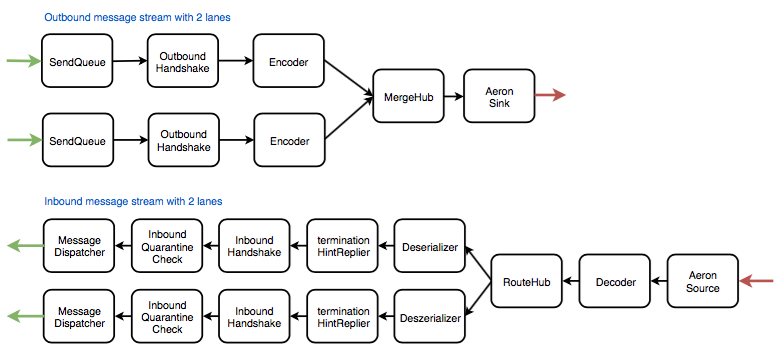 Outbound message stream with 2 lanes
SendQueue
Outbound
Handshake
Encoder
MergeHub
Aeron
Sink
SendQueue
Outbound
Handshake
Encoder
Inbound message stream with 2 lanes
Message
Dispatcher
Inbound
Quarantine
Check
Inbound
Handshake
termination
HintReplier
Deserializer
RouteHub
Decoder
Aeron
Source
Message
Dispatcher
Inbound
Quarantine
Check
Inbound
Handshake
termination
HintReplier
Deszerializer